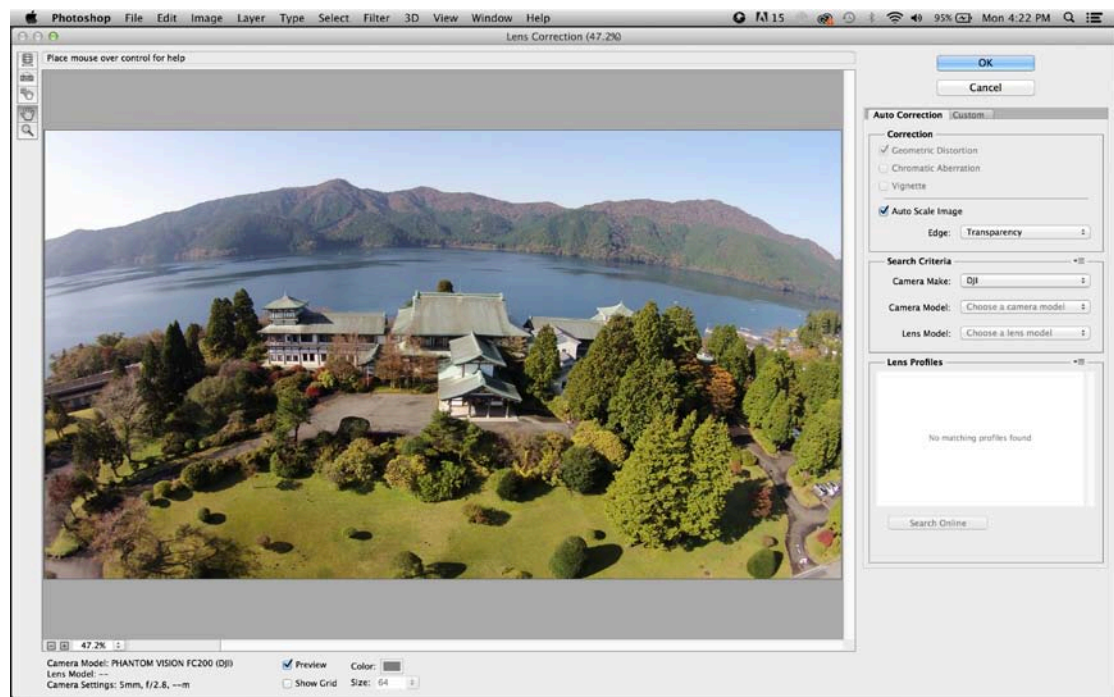 Photoshop File Edit Image Layer Type Select Filter 3D View Window Help 15 95% Mon 4:22 PM
Lens Correction (47.2%)
Place mouse over control for help
OK
Cancel
Auto Correction Custom
Correction
Geometric Distortion
Chromatic Aberration
Vignette
Auto Scale Image
Edge: Transparency
Search Criteria
Camera Make: DJI
Camera Model: Choose a camera model
Lens Model: Choose a lens model
Lens Profiles
No matching profiles found
Search Online
47.2%
Camera Model: PHANTOM VISION FC200 (DJI)
Lens Model: --
Camera Settings: 5mm, f/2.8, --m
Preview Color:
Show Grid Size: 64